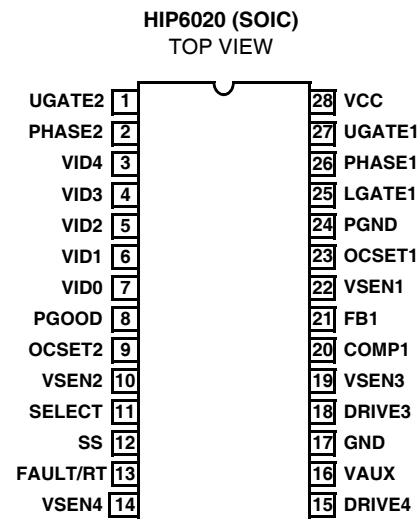 HIP6020 (SOIC)
TOP VIEW
UGATE2 1 28 VCC
PHASE2 2 27 UGATE1
VID4 3 26 PHASE1
VID3 4 25 LGATE1
VID2 5 24 PGND
VID1 6 23 OCSET1
VID0 7 22 VSEN1
PGOOD 8 21 FB1
OCSET2 9 20 COMP1
VSEN2 10 19 VSEN3
SELECT 11 18 DRIVE3
SS 12 17 GND
FAULT/RT 13 16 VAUX
VSEN4 14 15 DRIVE4